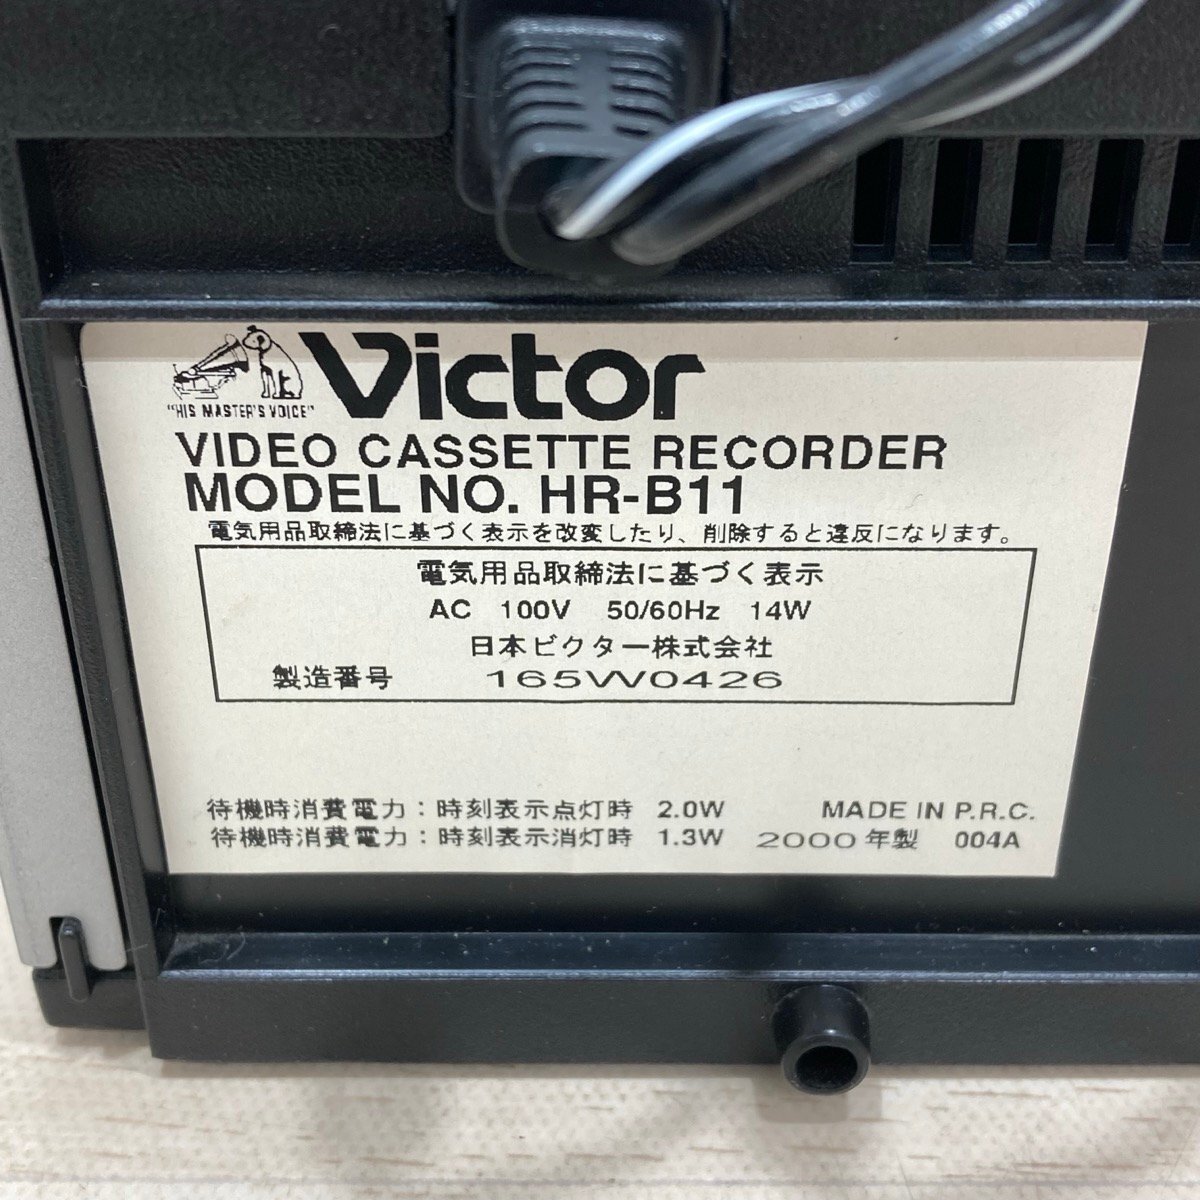 Victor
"HIS MASTER'S VOICE"
VIDEO CASSETTE RECORDER
MODEL NO. HR-B11
電気用品取締法に基づく表示を改変したり、削除すると違反になります。
電気用品取締法に基づく表示
AC 100V 50/60Hz 14W
日本ビクター株式会社
製造番号 165W0426
待機時消費電力：時刻表示点灯時 2.0W MADE IN P.R.C.
待機時消費電力：時刻表示消灯時 1.3W 2000年製 004A